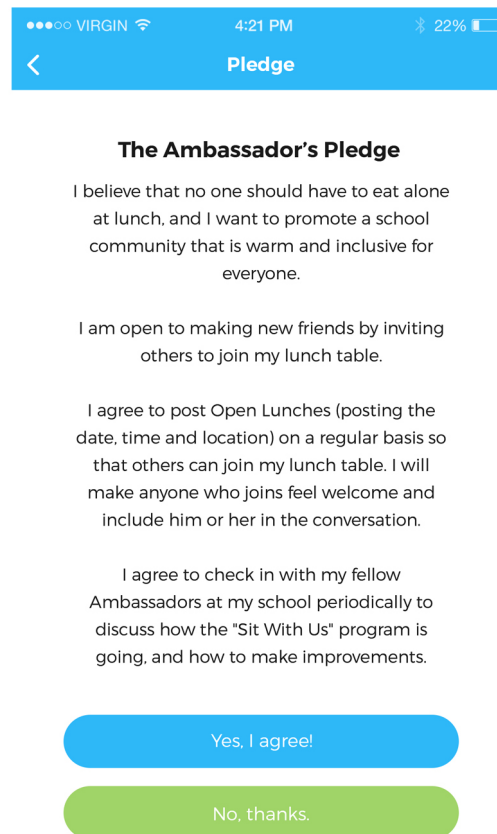 VIRGIN 4:21 PM 22%
Pledge
The Ambassador’s Pledge
I believe that no one should have to eat alone
at lunch, and I want to promote a school
community that is warm and inclusive for
everyone.
I am open to making new friends by inviting
others to join my lunch table.
I agree to post Open Lunches (posting the
date, time and location) on a regular basis so
that others can join my lunch table. I will
make anyone who joins feel welcome and
include him or her in the conversation.
I agree to check in with my fellow
Ambassadors at my school periodically to
discuss how the "Sit With Us" program is
going, and how to make improvements.
Yes, I agree!
No, thanks.